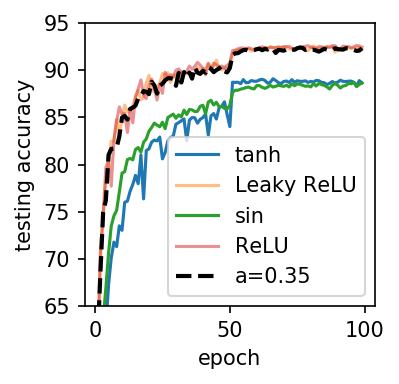 95
90
85
80
75
70
65
testing accuracy
tanh
Leaky ReLU
sin
ReLU
a=0.35
0
50
100
epoch